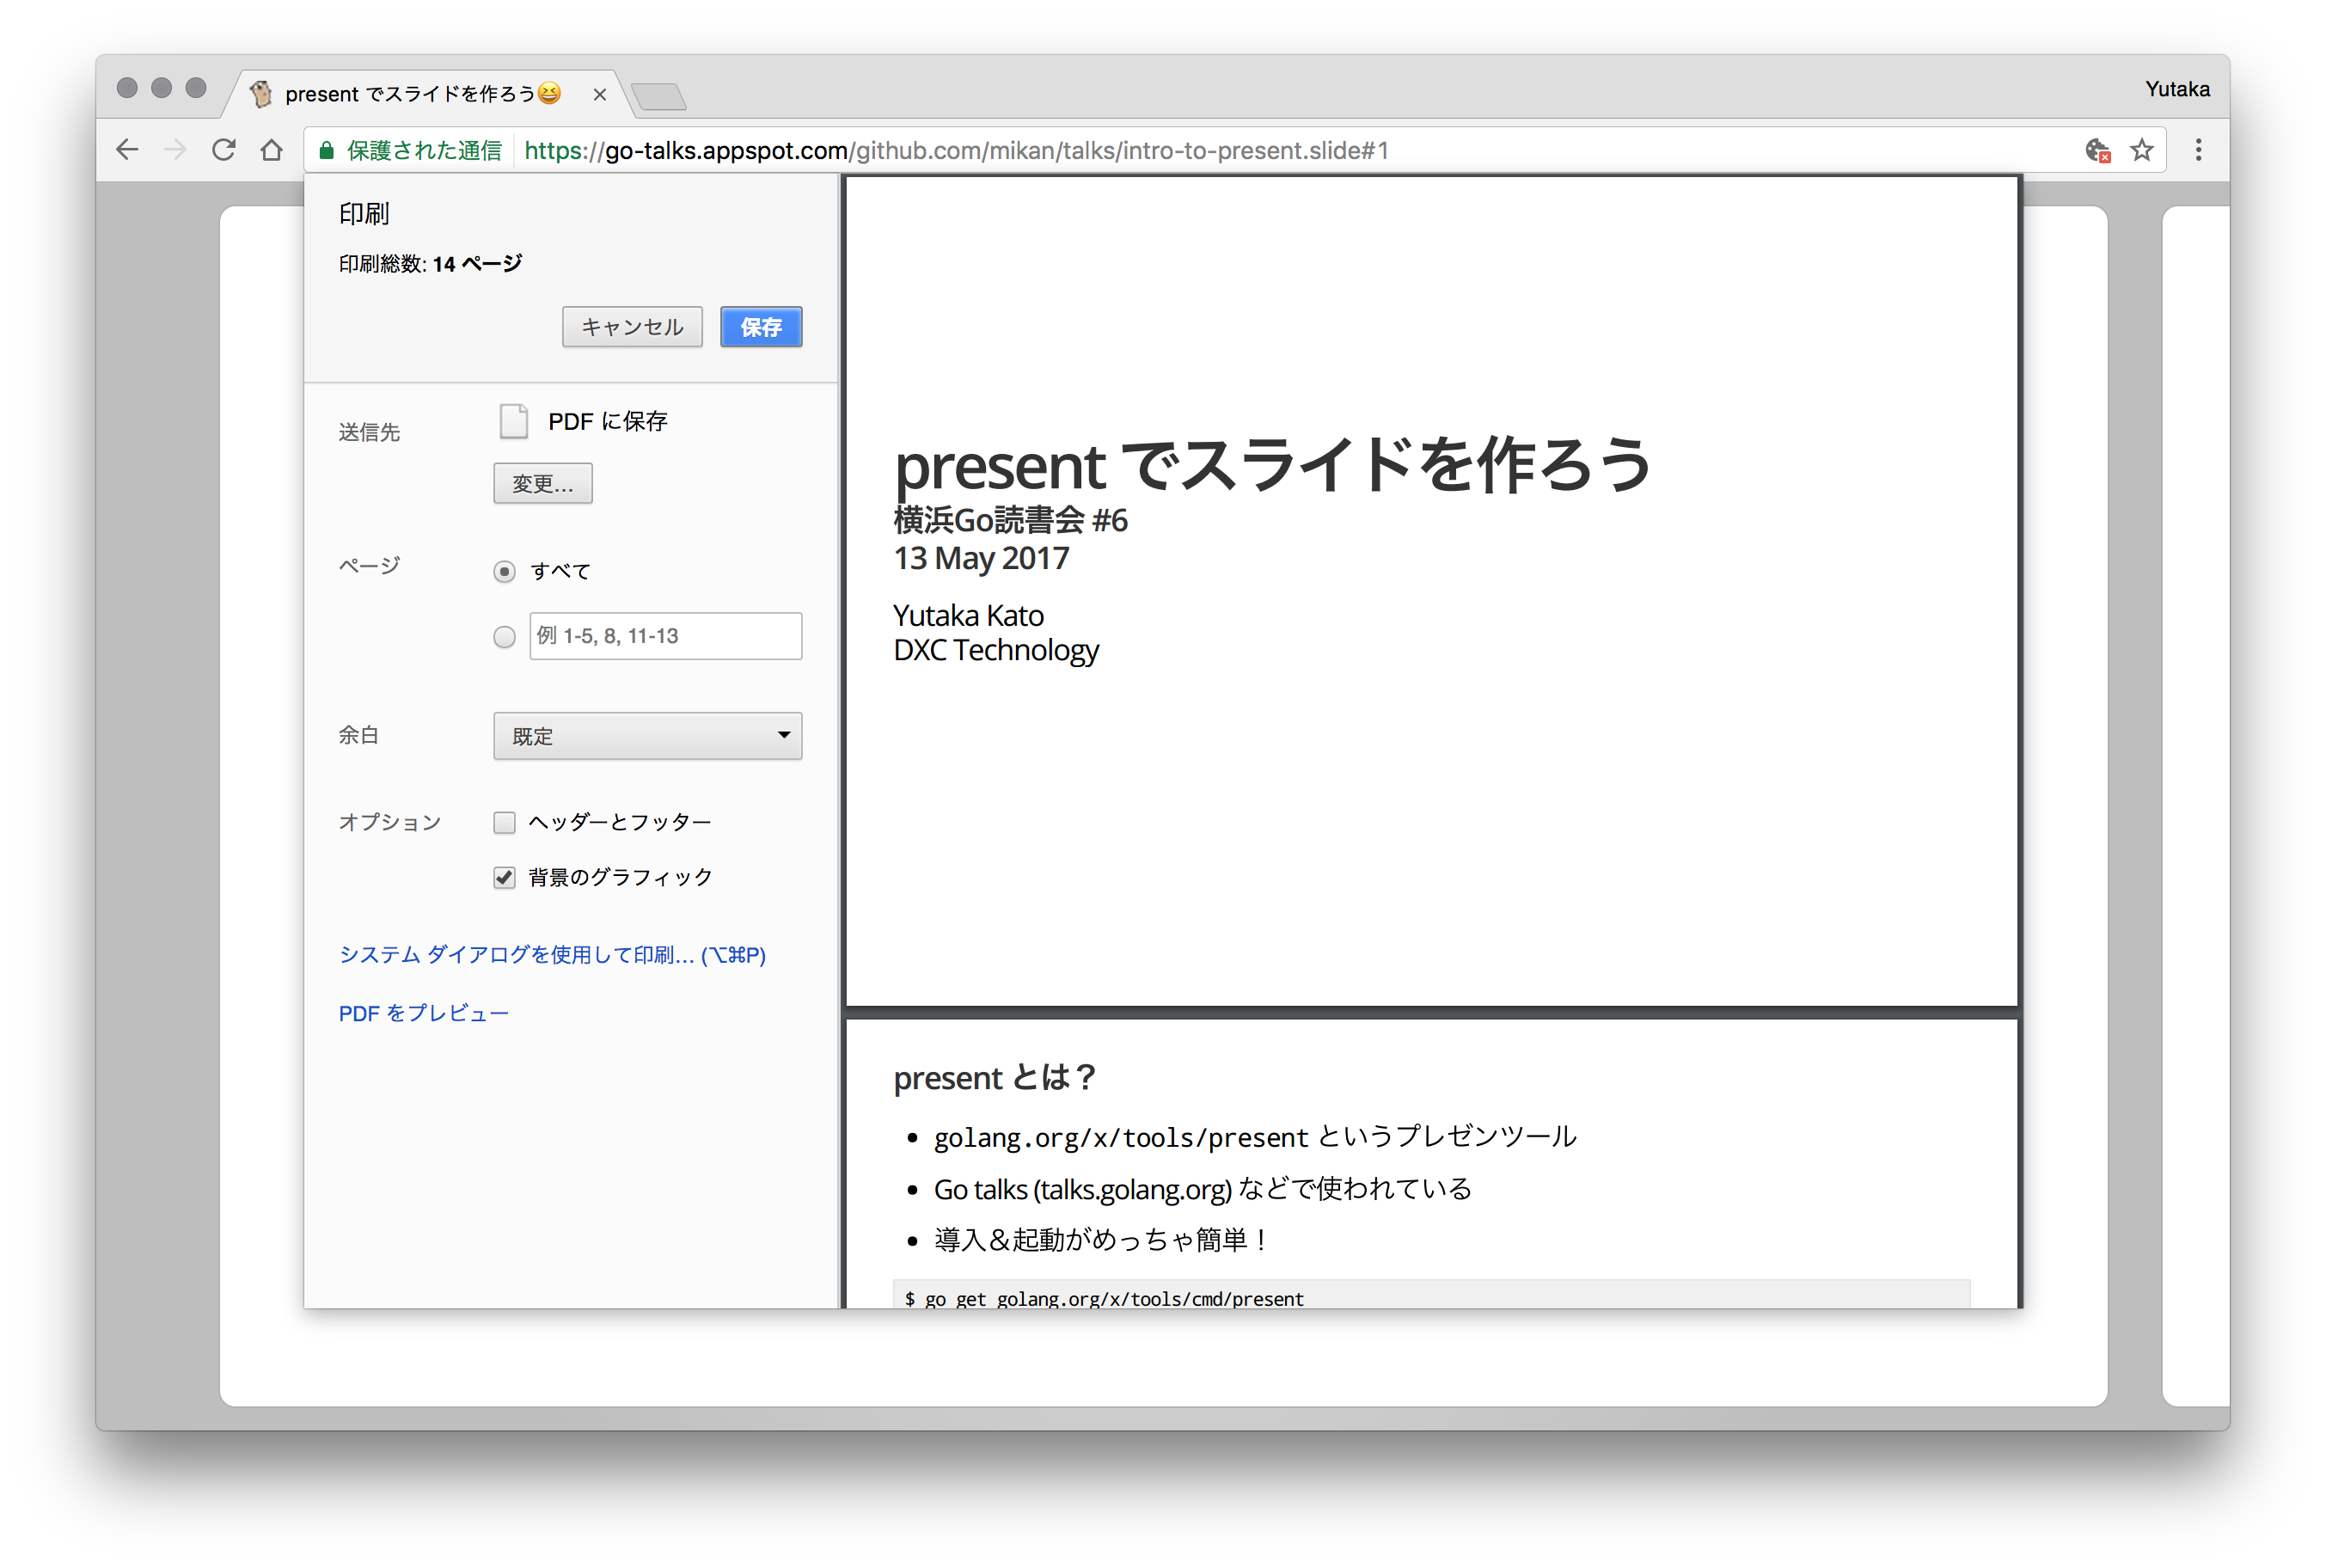 present でスライドを作ろう😆
Yutaka
保護された通信 https://go-talks.appspot.com/github.com/mikan/talks/intro-to-present.slide#1
印刷
印刷総数: 14 ページ
キャンセル 保存
送信先 PDF に保存
変更...
ページ すべて
例 1-5, 8, 11-13
余白 既定
オプション ヘッダーとフッター
背景のグラフィック
システム ダイアログを使用して印刷... (⌥⌘P)
PDF をプレビュー
present でスライドを作ろう
横浜Go読書会 #6
13 May 2017
Yutaka Kato
DXC Technology
present とは？
• golang.org/x/tools/present というプレゼンツール
• Go talks (talks.golang.org) などで使われている
• 導入＆起動がめっちゃ簡単！
$ go get golang.org/x/tools/cmd/present